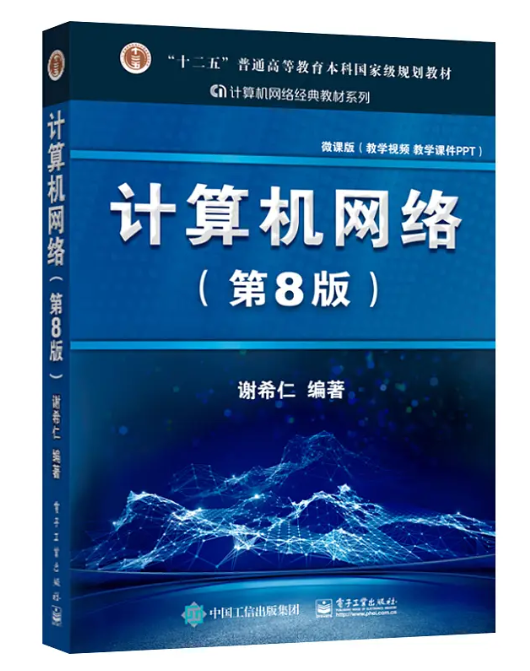 十二五
"十二五"普通高等教育本科国家级规划教材
计算机网络经典教材系列
微课版（教学视频 教学课件PPT）
计算机网络
（第8版）
谢希仁 编著
中国工信出版集团
电子工业出版社
计算机网络（第8版）
谢希仁 编著
电子工业出版社